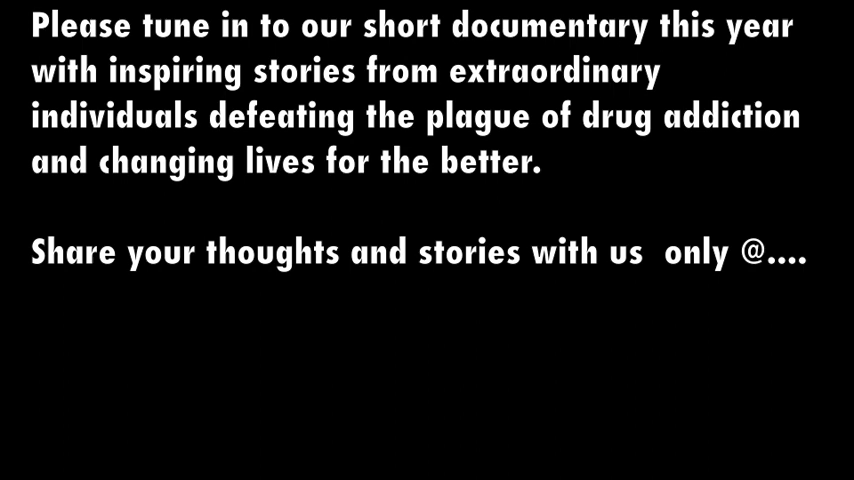 Please tune in to our short documentary this year
with inspiring stories from extraordinary
individuals defeating the plague of drug addiction
and changing lives for the better.
Share your thoughts and stories with us  only @....